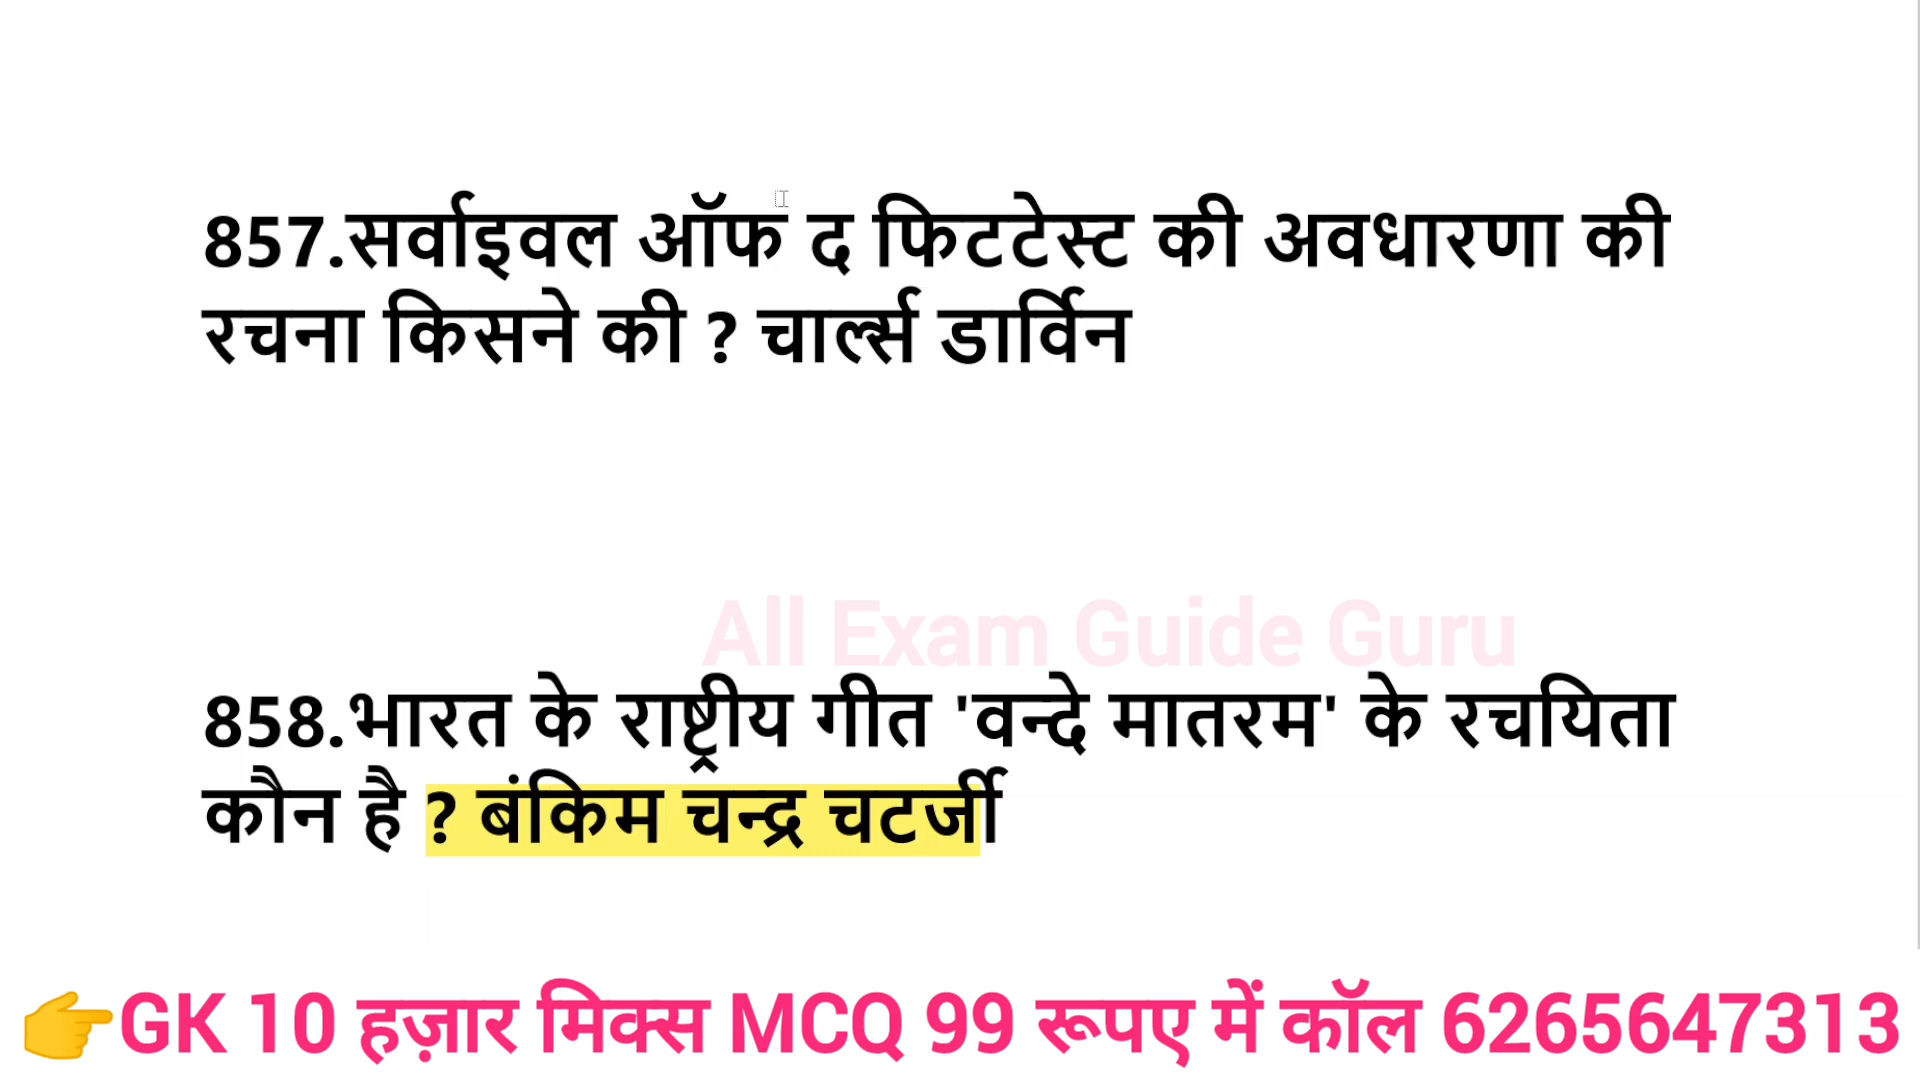 857.सर्वाइवल ऑफ द फिटटेस्ट की अवधारणा की
रचना किसने की ? चार्ल्स डार्विन
All Exam Guide Guru
858.भारत के राष्ट्रीय गीत 'वन्दे मातरम' के रचयिता
कौन है ? बंकिम चन्द्र चटर्जी
👉GK 10 हज़ार मिक्स MCQ 99 रूपए में कॉल 6265647313